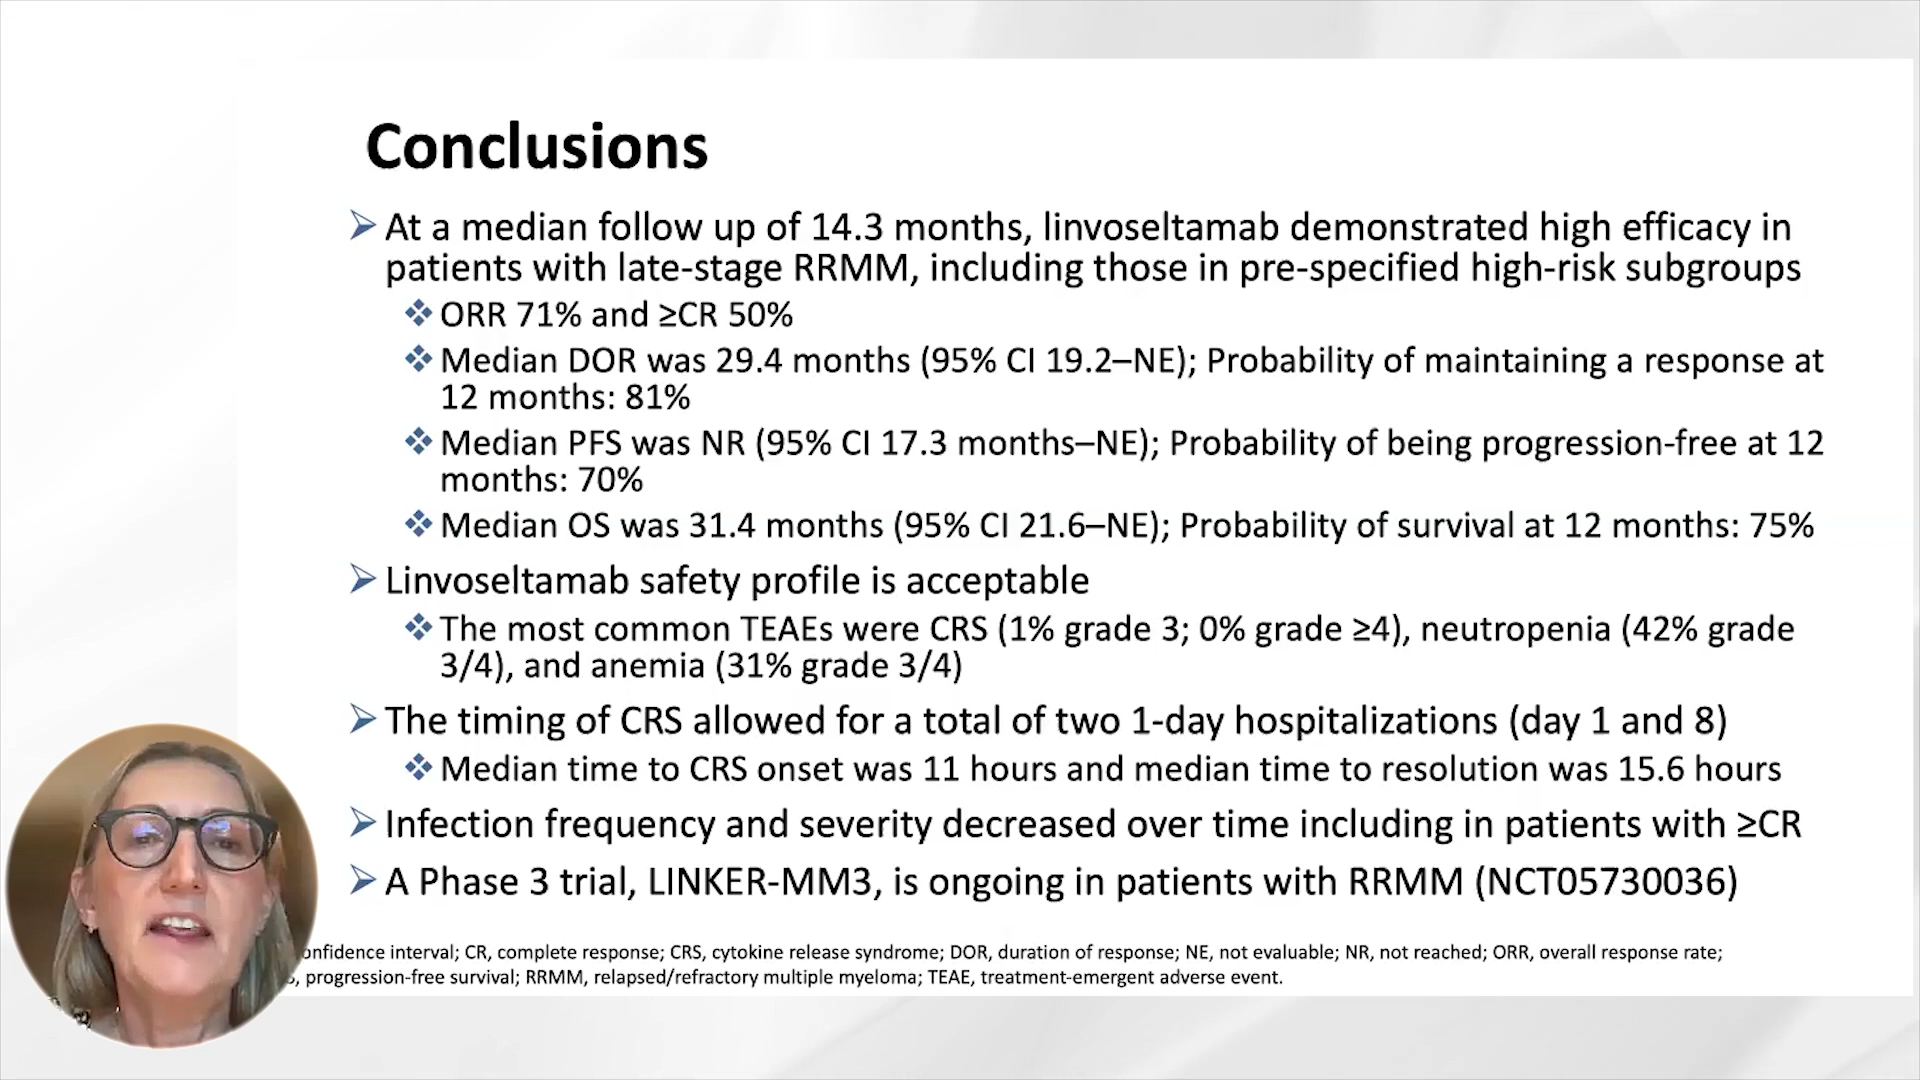 Conclusions
At a median follow up of 14.3 months, linvoseltamab demonstrated high efficacy in
patients with late-stage RRMM, including those in pre-specified high-risk subgroups
ORR 71% and ≥CR 50%
Median DOR was 29.4 months (95% CI 19.2–NE); Probability of maintaining a response at
12 months: 81%
Median PFS was NR (95% CI 17.3 months–NE); Probability of being progression-free at 12
months: 70%
Median OS was 31.4 months (95% CI 21.6–NE); Probability of survival at 12 months: 75%
Linvoseltamab safety profile is acceptable
The most common TEAEs were CRS (1% grade 3; 0% grade ≥4), neutropenia (42% grade
3/4), and anemia (31% grade 3/4)
The timing of CRS allowed for a total of two 1-day hospitalizations (day 1 and 8)
Median time to CRS onset was 11 hours and median time to resolution was 15.6 hours
Infection frequency and severity decreased over time including in patients with ≥CR
A Phase 3 trial, LINKER-MM3, is ongoing in patients with RRMM (NCT05730036)
interval; CR, complete response; CRS, cytokine release syndrome; DOR, duration of response; NE, not evaluable; NR, not reached; ORR, overall response rate;
progression-free survival; RRMM, relapsed/refractory multiple myeloma; TEAE, treatment-emergent adverse event.